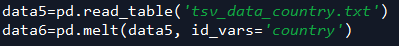 data5=pd.read_table('tsv_data_country.txt')
data6=pd.melt(data5, id_vars='country')